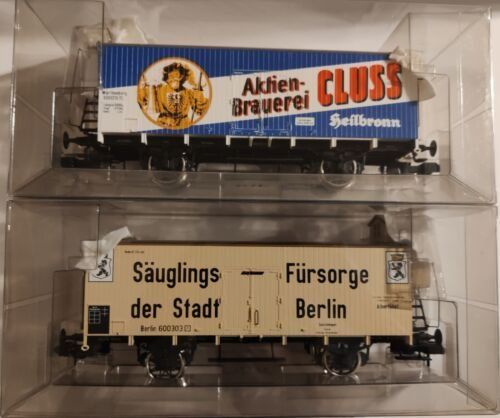 Aktien-
Brauerei
CLUSS
Heilbronn
Säuglings Fürsorge
der Stadt Berlin
Berlin 600303